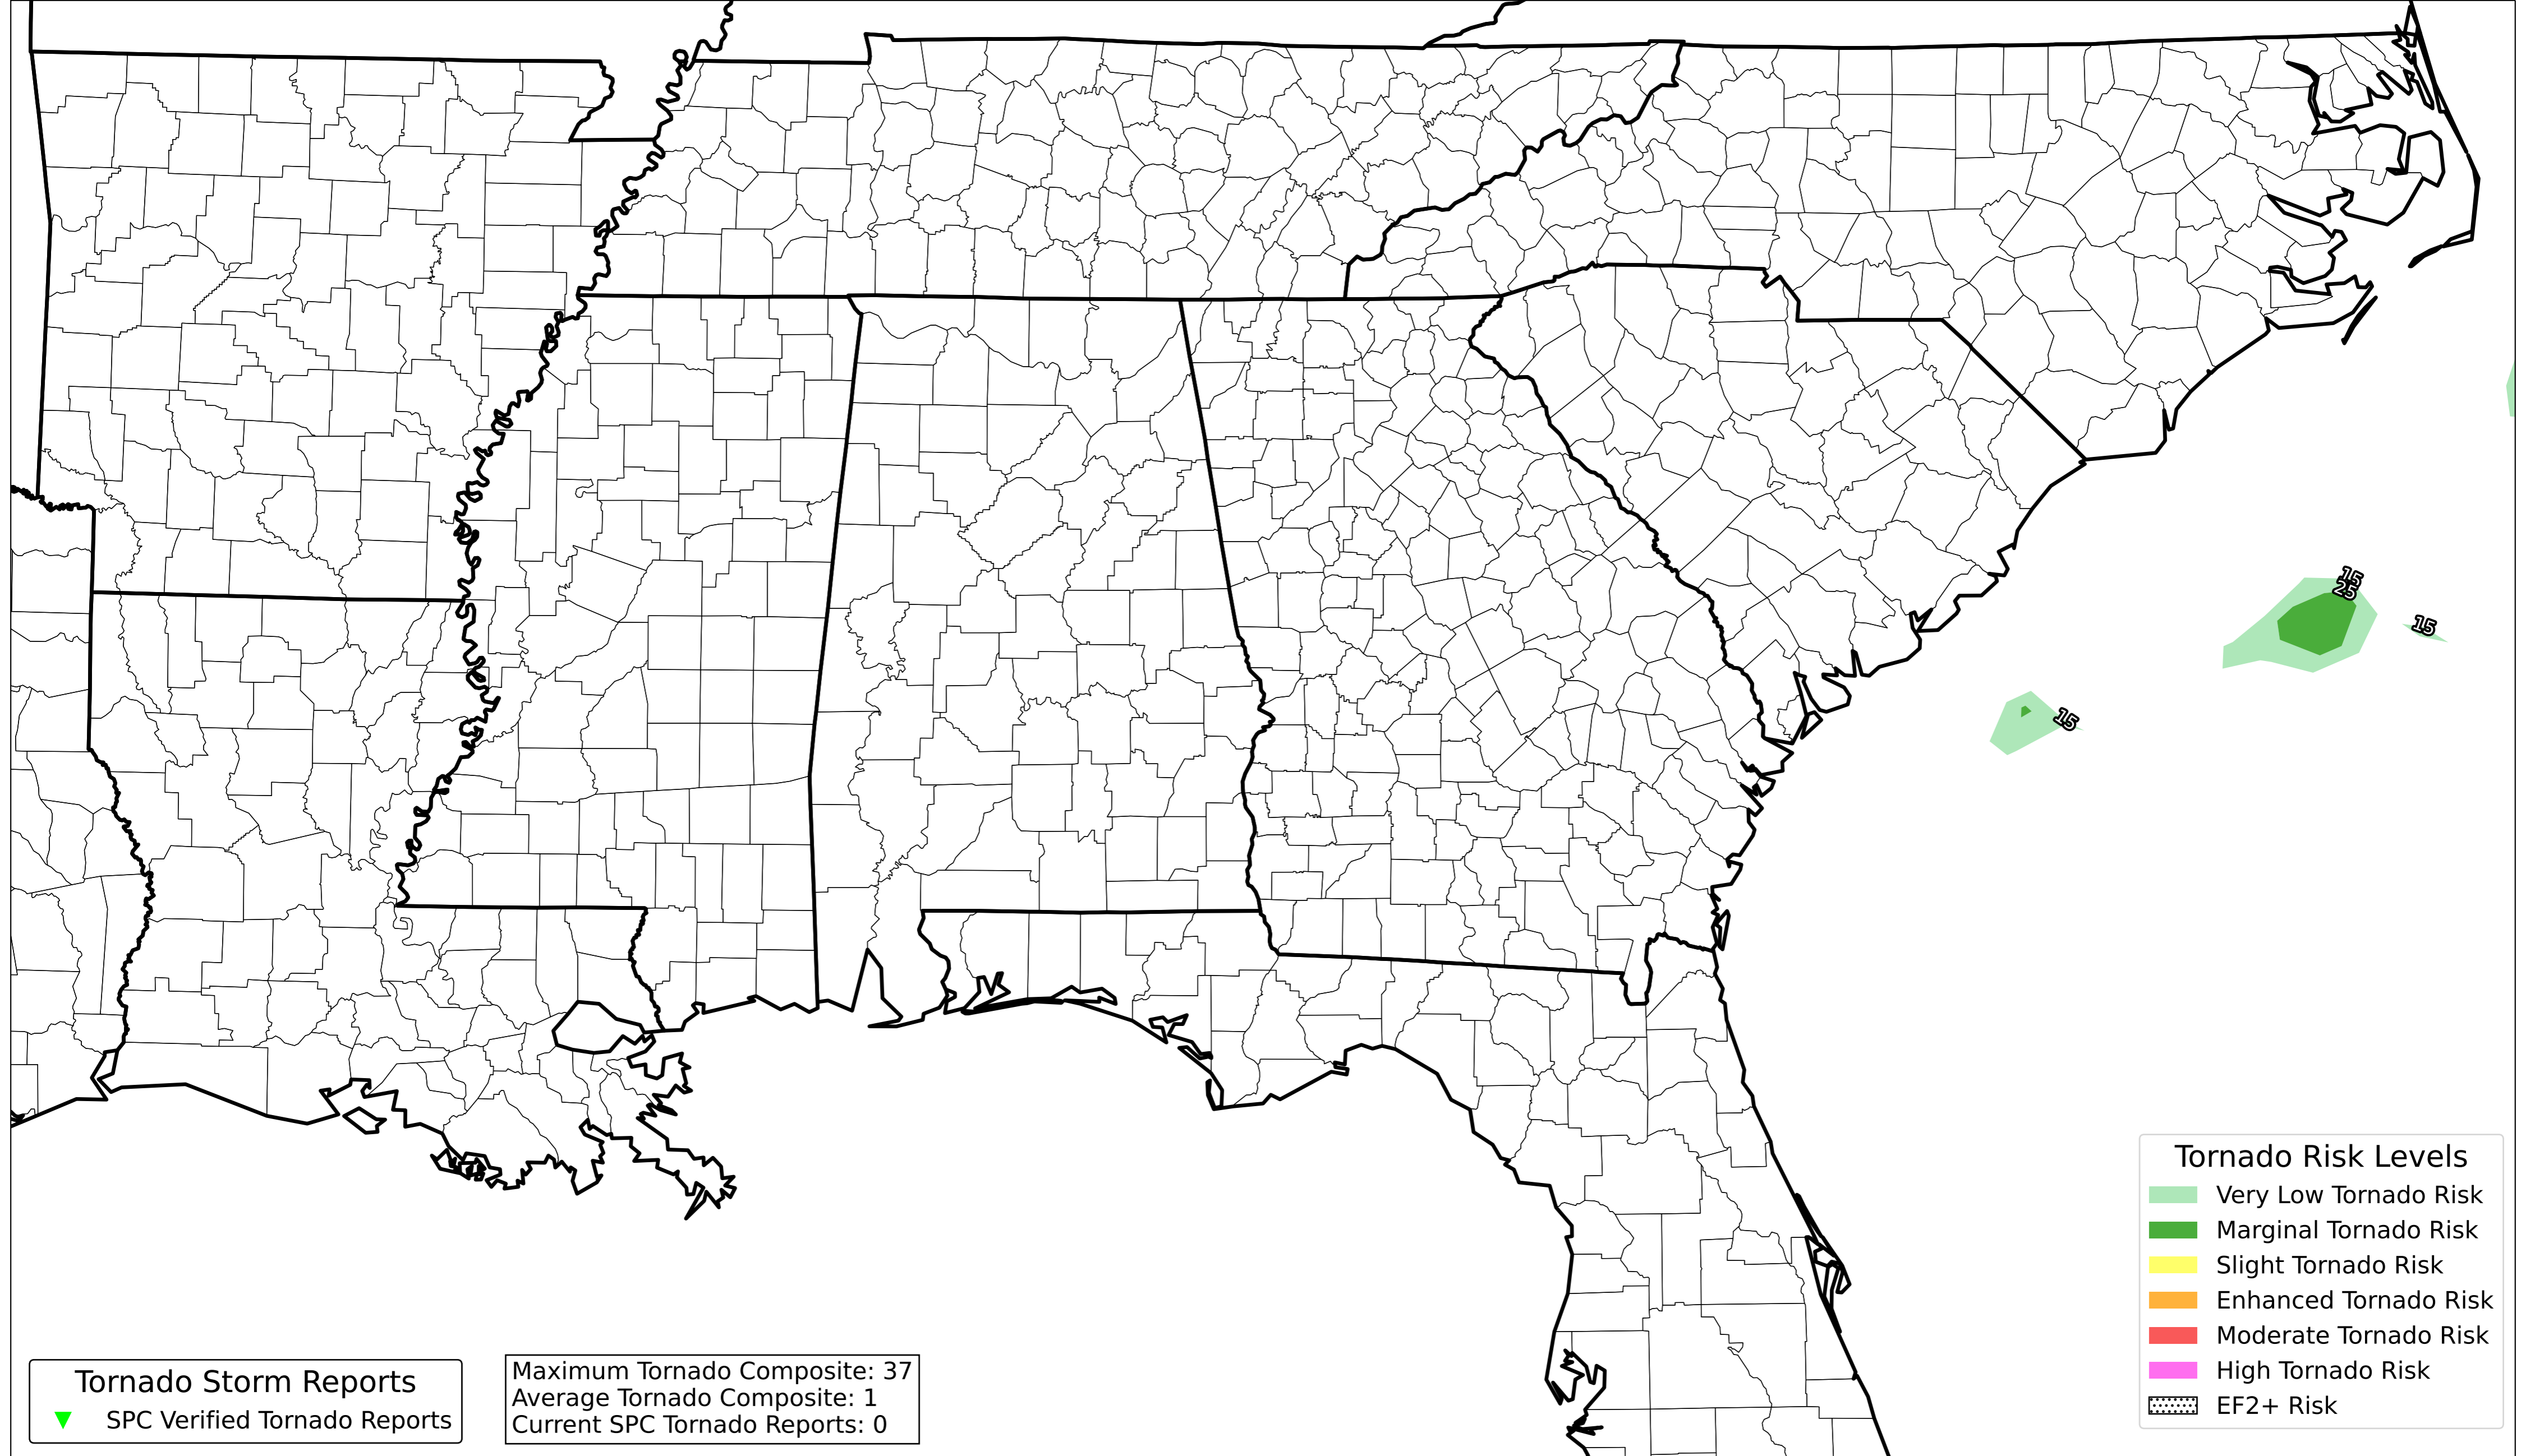 15
25
15
15
Tornado Risk Levels
Very Low Tornado Risk
Marginal Tornado Risk
Slight Tornado Risk
Enhanced Tornado Risk
Moderate Tornado Risk
High Tornado Risk
EF2+ Risk
Tornado Storm Reports
SPC Verified Tornado Reports
Maximum Tornado Composite: 37
Average Tornado Composite: 1
Current SPC Tornado Reports: 0